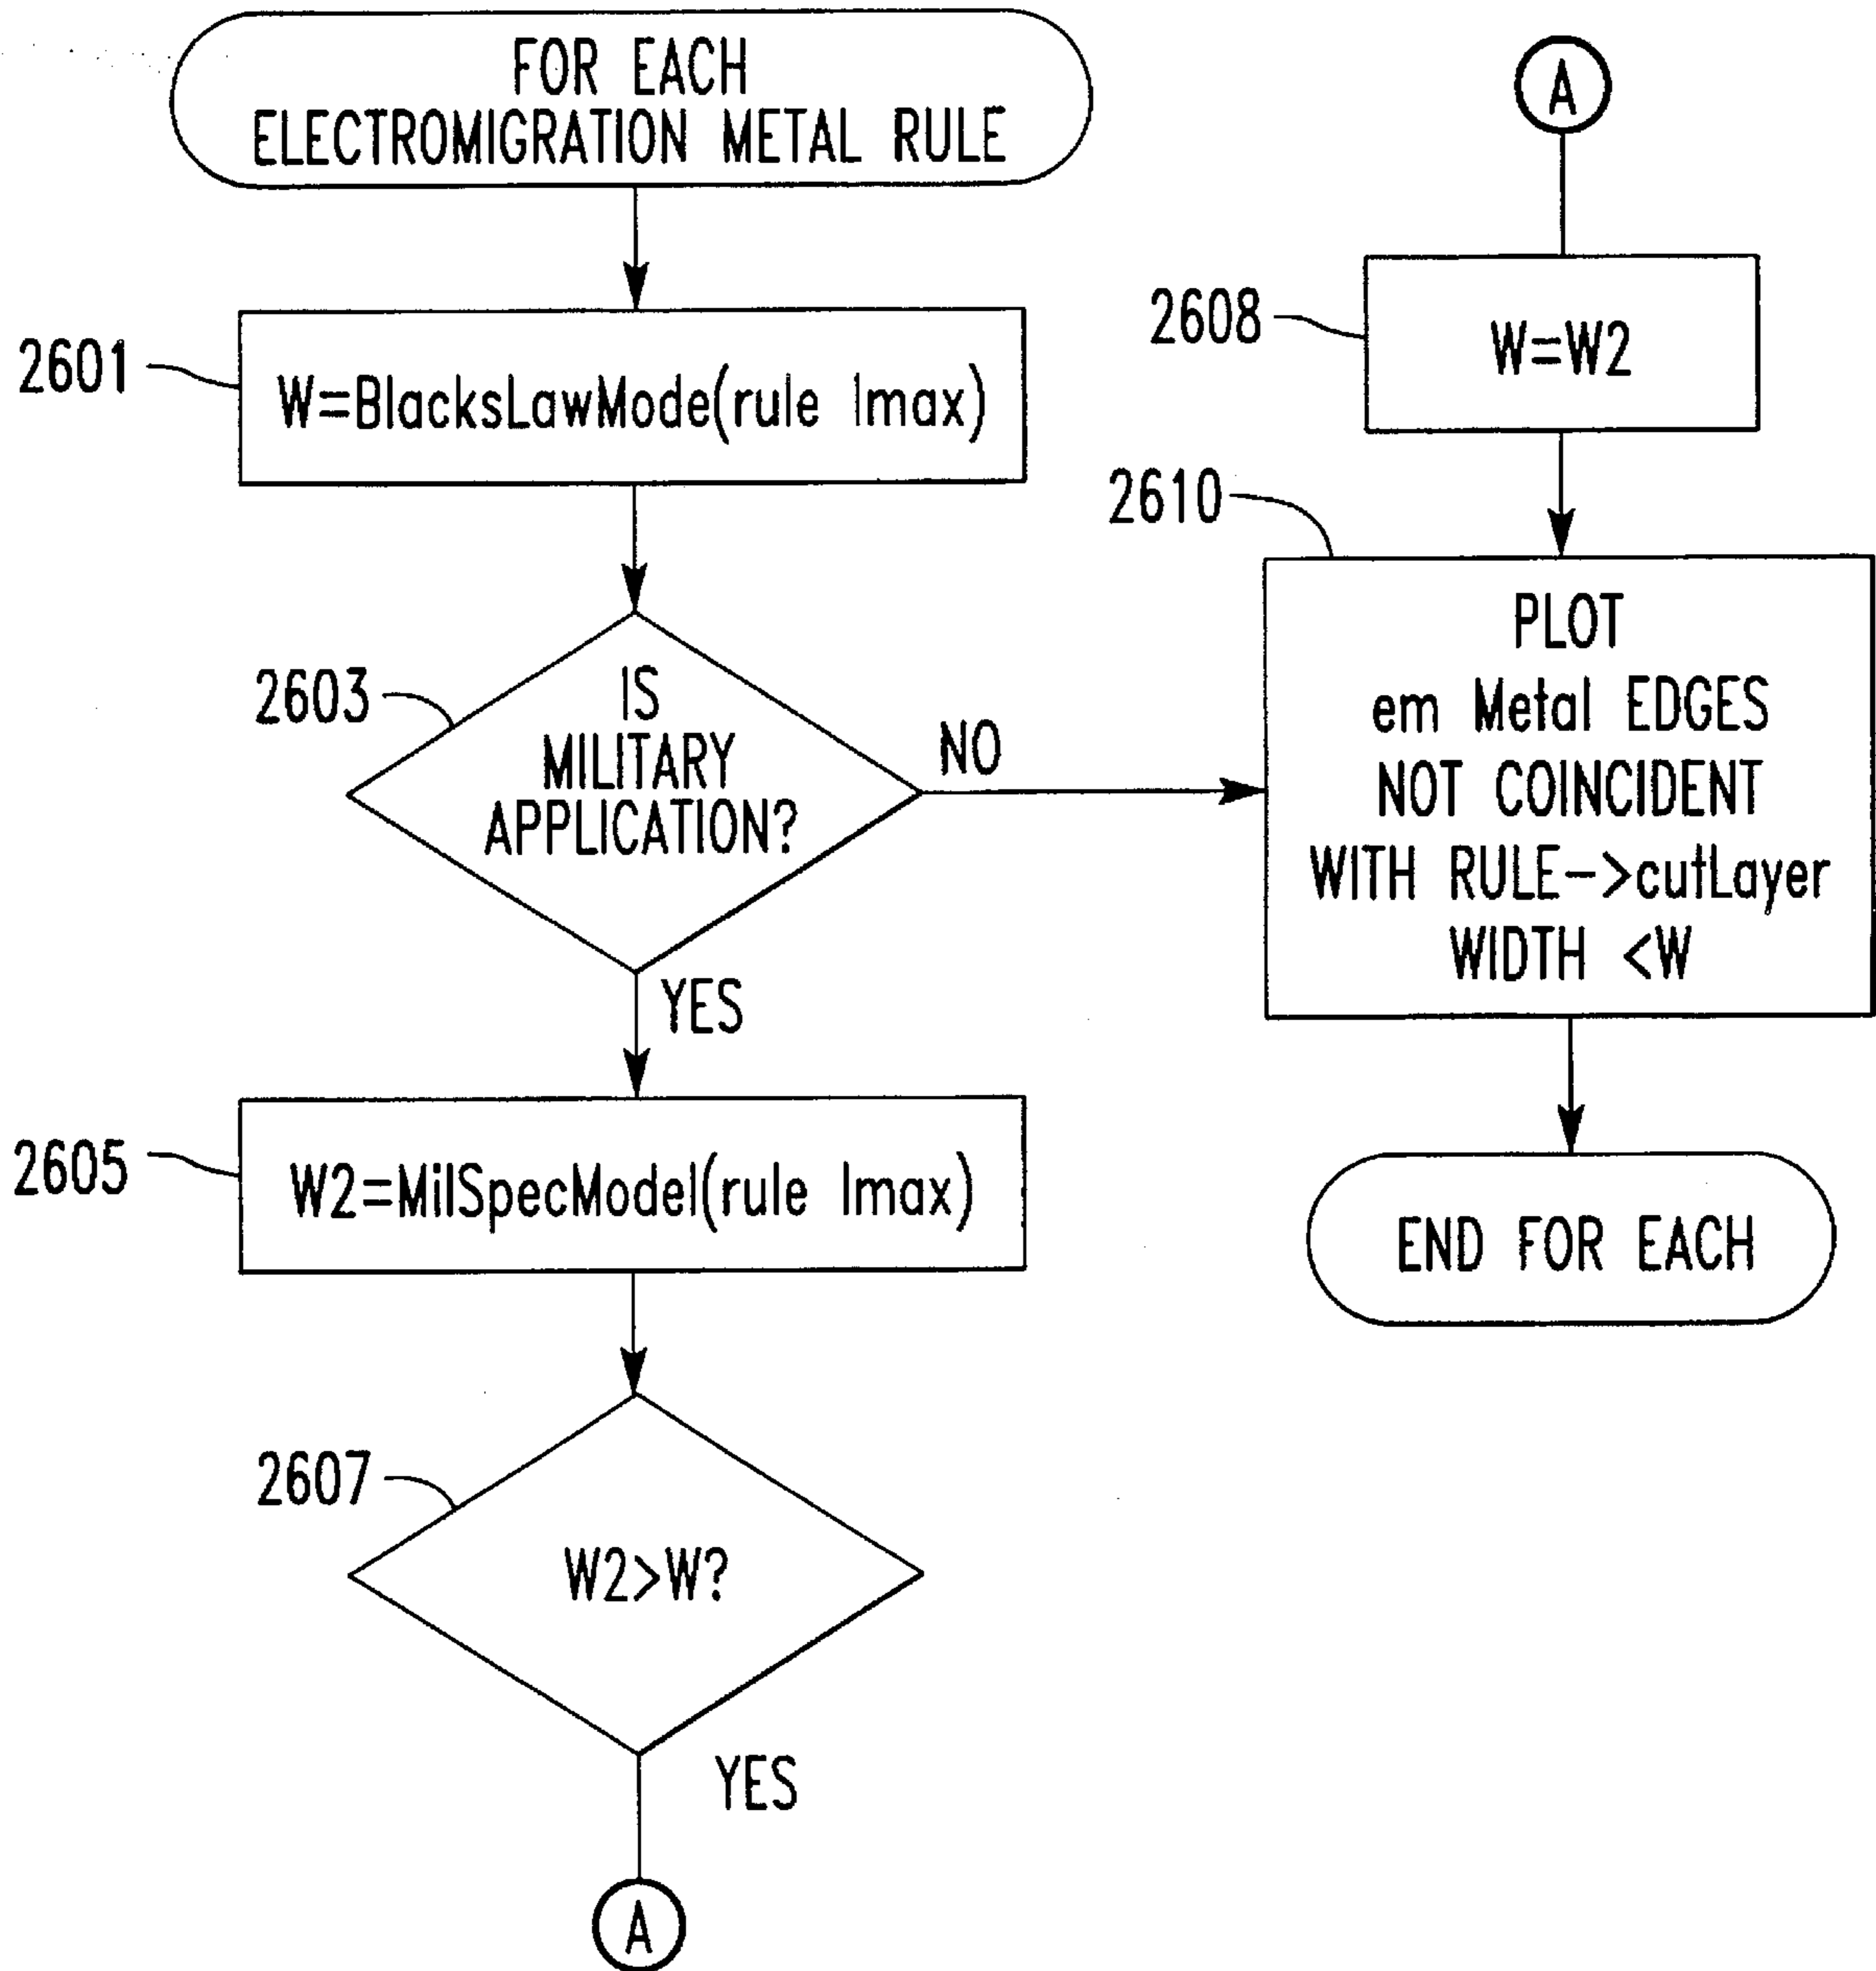 FOR EACH
ELECTROMIGRATION METAL RULE
2601
W=BlacksLawMode(rule Imax)
2603
IS
MILITARY
APPLICATION?
NO
YES
2605
W2=MilSpecModel(rule Imax)
2607
W2>W?
YES
A
A
2608
W=W2
2610
PLOT
em Metal EDGES
NOT COINCIDENT
WITH RULE->cutLayer
WIDTH <W
END FOR EACH